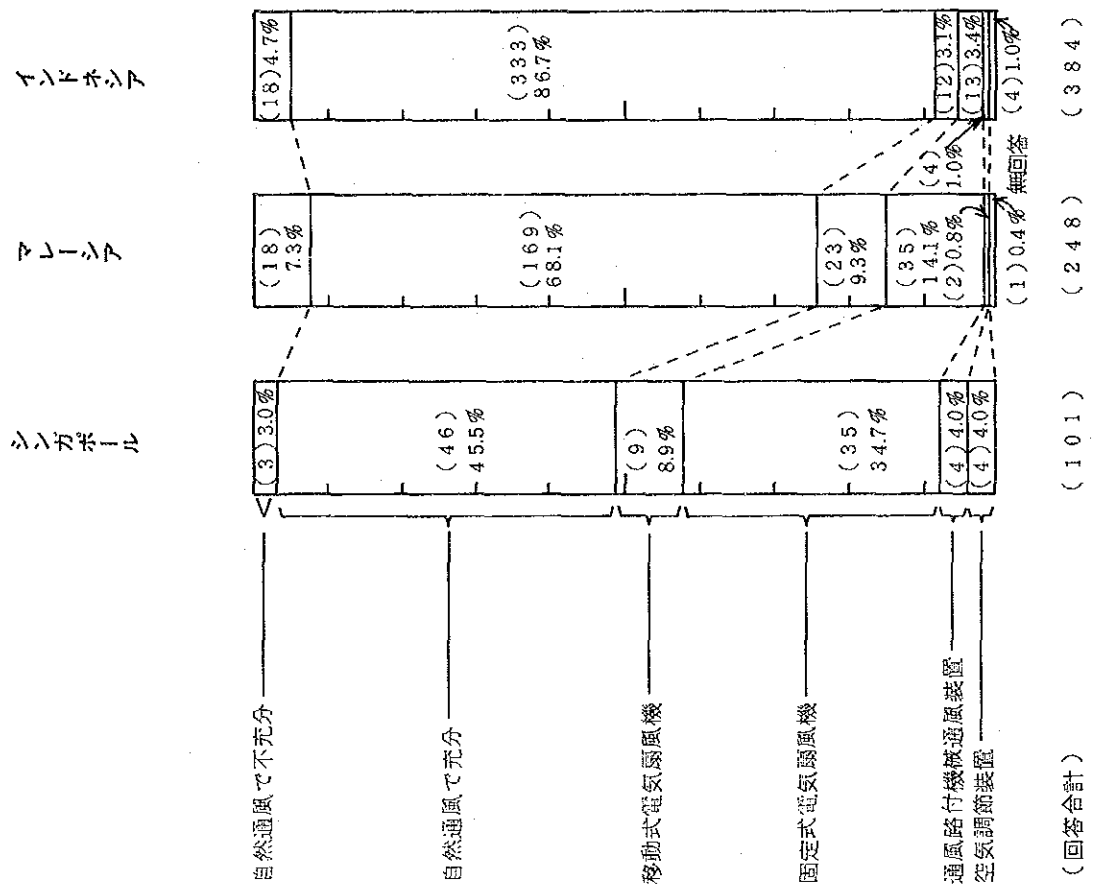 シンガポール
マレーシア
インドネシア
自然通風で不充分
自然通風で充分
移動式電気扇風機
固定式電気扇風機
通風路付機械通風装置
空気調節装置
(回答合計)
(3)3.0%
(46)
45.5%
(9)
8.9%
(35)
34.7%
(4)4.0%
(4)4.0%
(101)
(18)
7.3%
(169)
68.1%
(23)
9.3%
(35)
14.1%
(2)0.8%
(1)0.4%
無回答
(248)
(18)4.7%
(333)
86.7%
(12)3.1%
(13)3.4%
(4)
1.0%
(4)1.0%
(384)